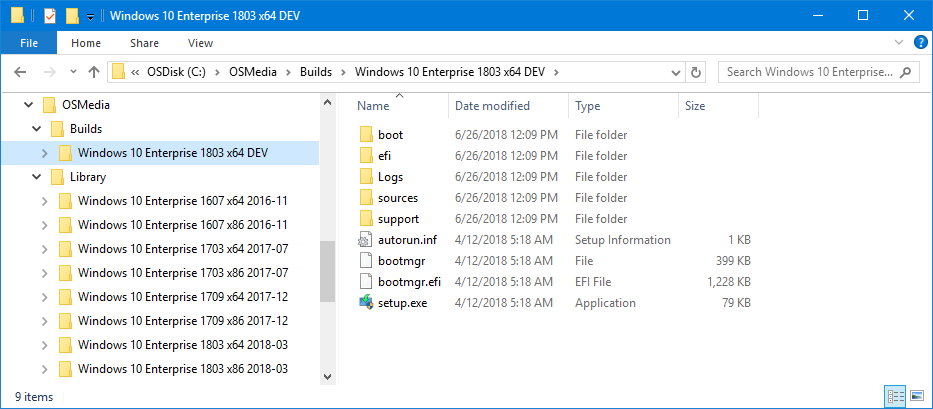 Windows 10 Enterprise 1803 x64 DEV
File Home Share View
« OSDisk (C:) > OSMedia > Builds > Windows 10 Enterprise 1803 x64 DEV >
Search Windows 10 Enterprise...
OSMedia
Builds
Windows 10 Enterprise 1803 x64 DEV
Library
Windows 10 Enterprise 1607 x64 2016-11
Windows 10 Enterprise 1607 x86 2016-11
Windows 10 Enterprise 1703 x64 2017-07
Windows 10 Enterprise 1703 x86 2017-07
Windows 10 Enterprise 1709 x64 2017-12
Windows 10 Enterprise 1709 x86 2017-12
Windows 10 Enterprise 1803 x64 2018-03
Windows 10 Enterprise 1803 x86 2018-03
Name Date modified Type Size
boot 6/26/2018 12:09 PM File folder
efi 6/26/2018 12:09 PM File folder
Logs 6/26/2018 12:09 PM File folder
sources 6/26/2018 12:09 PM File folder
support 6/26/2018 12:09 PM File folder
autorun.inf 4/12/2018 5:18 AM Setup Information 1 KB
bootmgr 4/12/2018 5:18 AM File 399 KB
bootmgr.efi 4/12/2018 5:18 AM EFI File 1,228 KB
setup.exe 4/12/2018 5:18 AM Application 79 KB
9 items